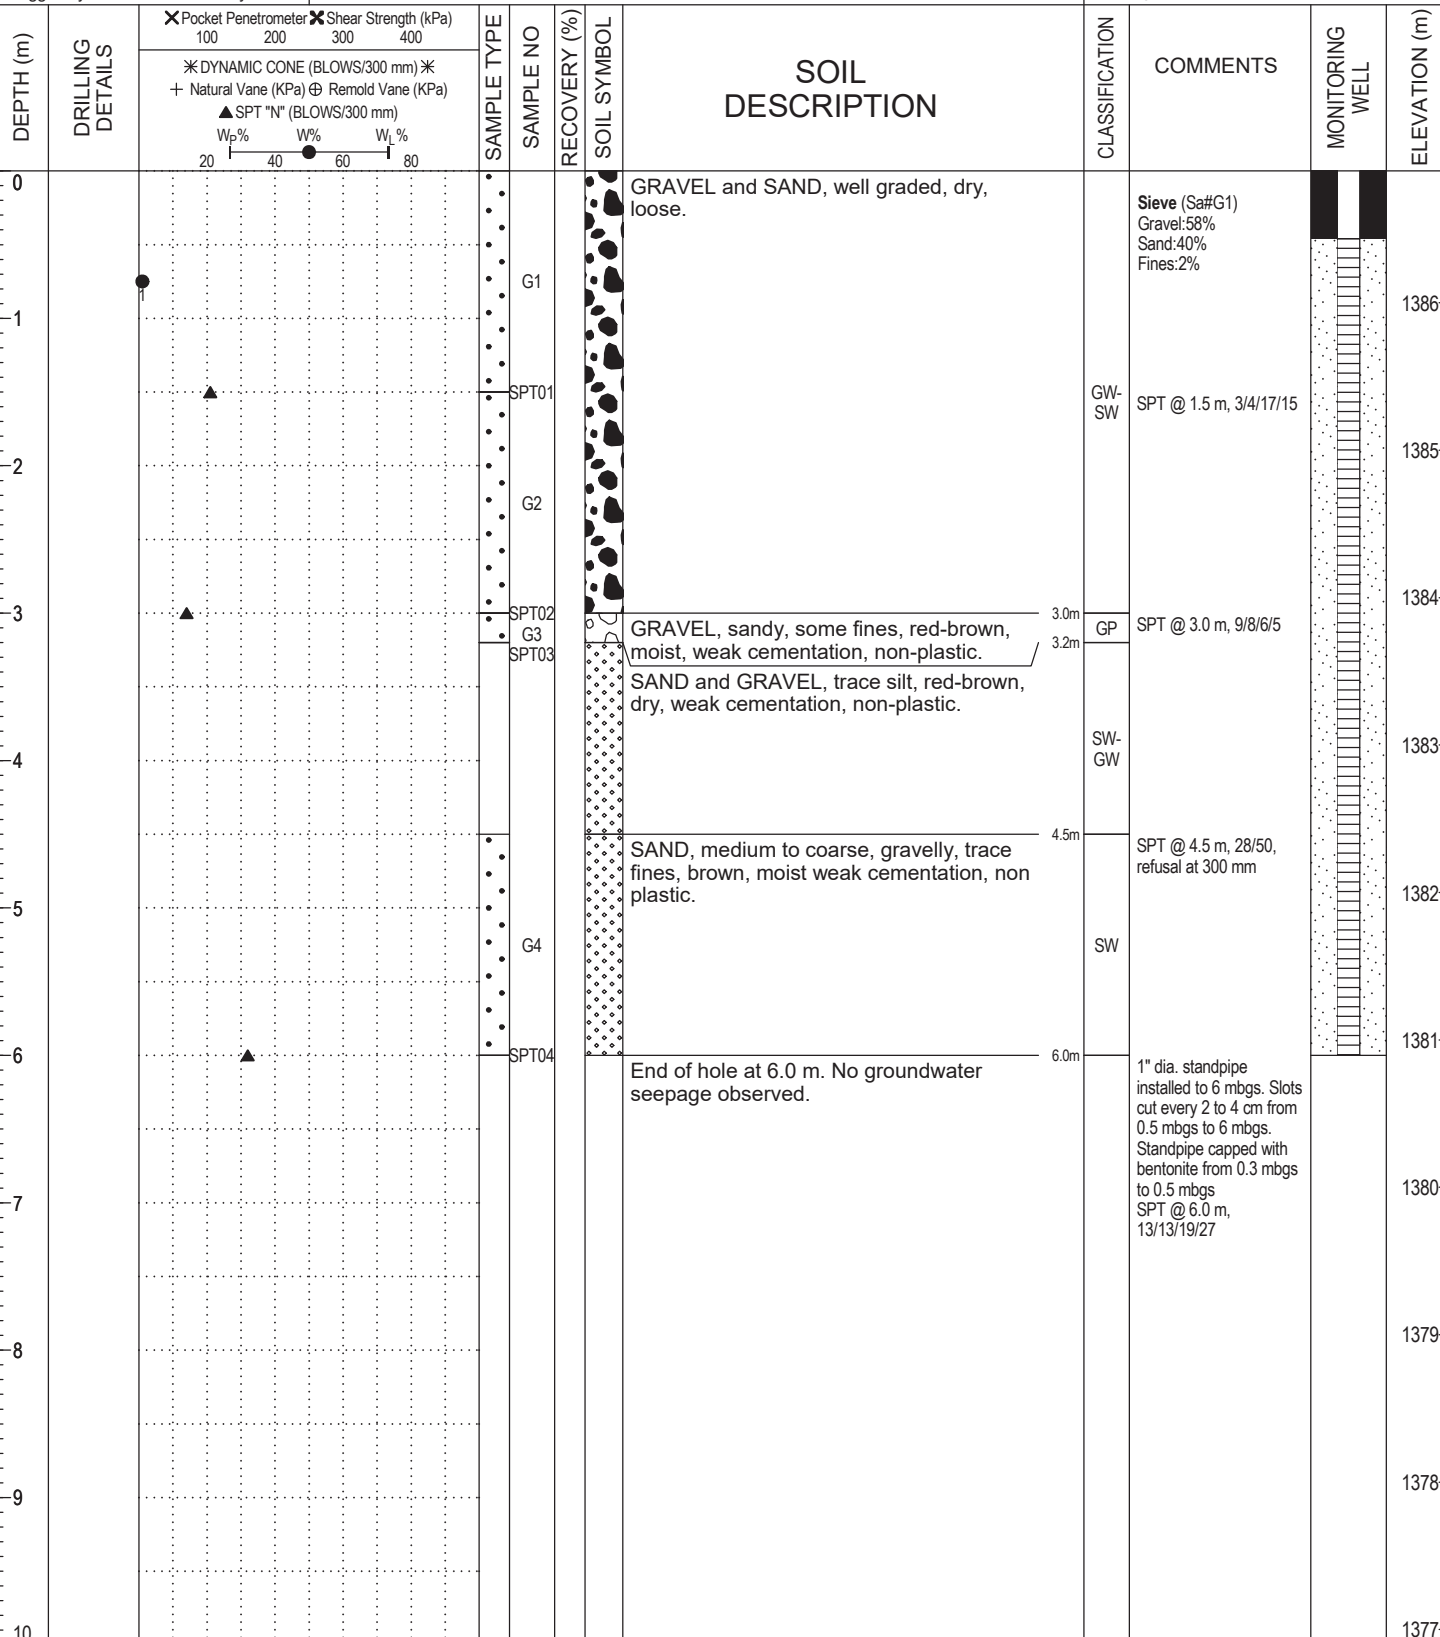 DEPTH (m)
DRILLING
DETAILS
Pocket Penetrometer Shear Strength (kPa)
100 200 300 400
DYNAMIC CONE (BLOWS/300 mm)
Natural Vane (KPa) Remold Vane (KPa)
SPT "N" (BLOWS/300 mm)
WP% W% WL%
20 40 60 80
SAMPLE TYPE
SAMPLE NO
RECOVERY (%)
SOIL SYMBOL
SOIL
DESCRIPTION
CLASSIFICATION
COMMENTS
MONITORING
WELL
ELEVATION (m)
0
GRAVEL and SAND, well graded, dry,
loose.
Sieve (Sa#G1)
Gravel:58%
Sand:40%
Fines:2%
1
G1
1386
1
SPT01
GW-
SW
SPT @ 1.5 m, 3/4/17/15
1385
2
G2
1384
3
SPT02
3.0m
G3
GRAVEL, sandy, some fines, red-brown,
moist, weak cementation, non-plastic.
GP
SPT @ 3.0 m, 9/8/6/5
3.2m
SPT03
SAND and GRAVEL, trace silt, red-brown,
dry, weak cementation, non-plastic.
SW-
GW
1383
4
4.5m
SAND, medium to coarse, gravelly, trace
fines, brown, moist weak cementation, non
plastic.
SPT @ 4.5 m, 28/50,
refusal at 300 mm
1382
5
G4
SW
1381
6
SPT04
6.0m
End of hole at 6.0 m. No groundwater
seepage observed.
1" dia. standpipe
installed to 6 mbgs. Slots
cut every 2 to 4 cm from
0.5 mbgs to 6 mbgs.
Standpipe capped with
bentonite from 0.3 mbgs
to 0.5 mbgs
SPT @ 6.0 m,
13/13/19/27
1380
7
1379
8
1378
9
1377
10